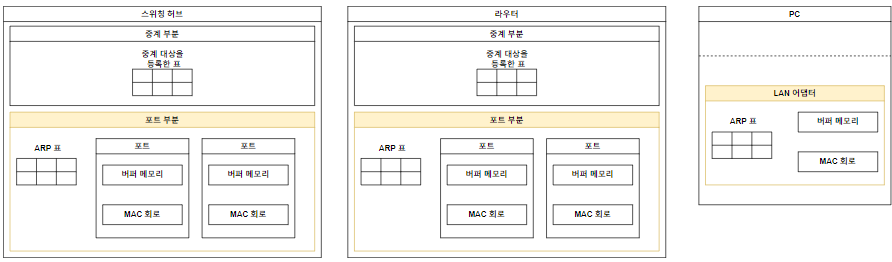 스위칭 허브
중계 부분
중계 대상을
등록한 표
포트 부분
ARP 표
포트
버퍼 메모리
MAC 회로
포트
버퍼 메모리
MAC 회로
라우터
중계 부분
중계 대상을
등록한 표
포트 부분
ARP 표
포트
버퍼 메모리
MAC 회로
포트
버퍼 메모리
MAC 회로
PC
LAN 어댑터
ARP 표
버퍼 메모리
MAC 회로